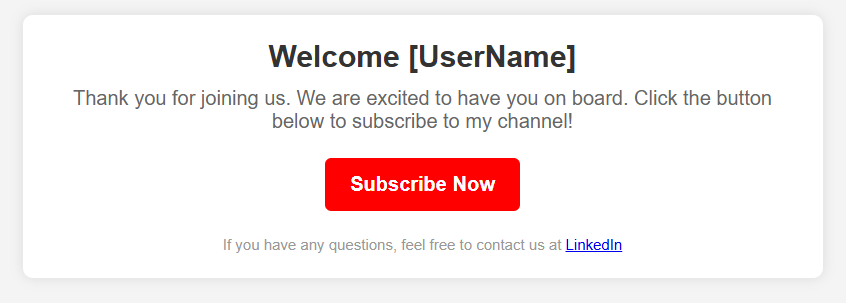 Welcome [UserName]
Thank you for joining us. We are excited to have you on board. Click the button
below to subscribe to my channel!
Subscribe Now
If you have any questions, feel free to contact us at LinkedIn